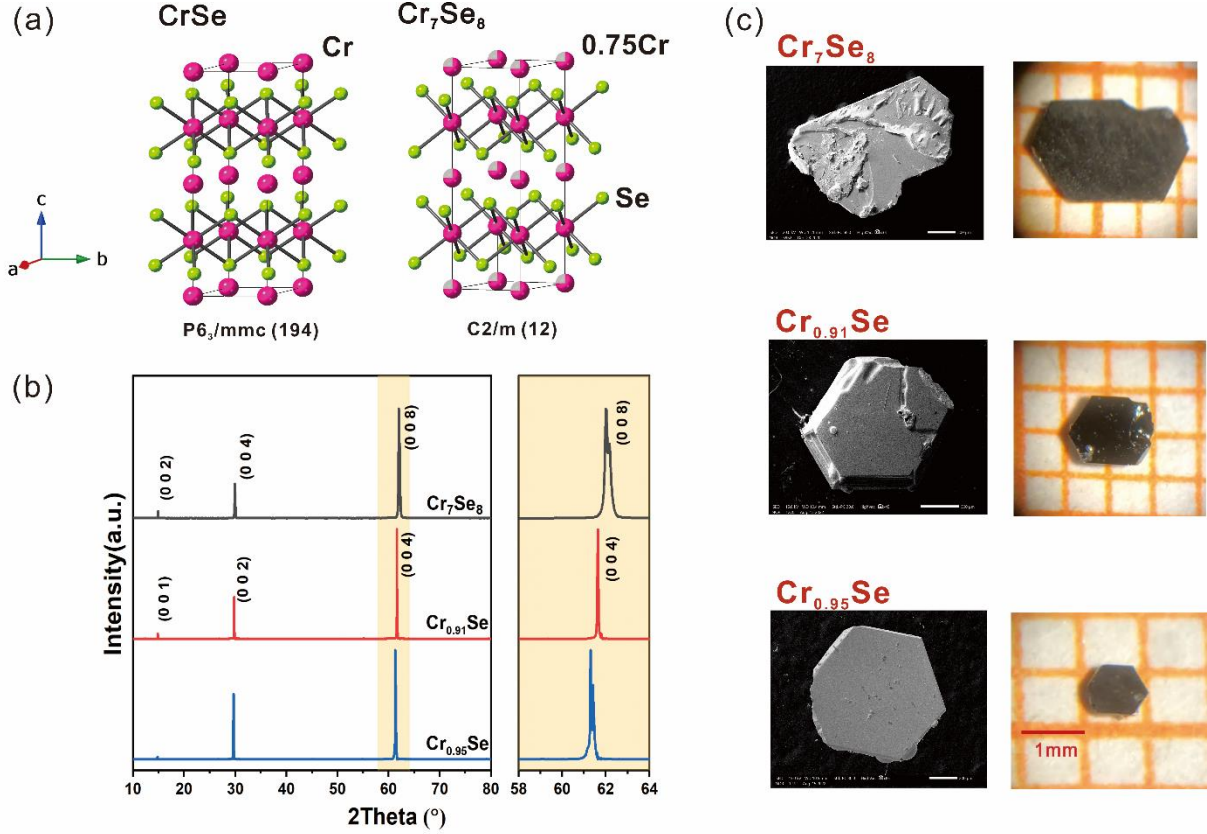 (a)
CrSe
Cr₇Se₈
Cr
0.75Cr
Se
c
a
b
P6₃/mmc (194)
C2/m (12)
(b)
Intensity(a.u.)
(0 0 2)
(0 0 4)
(0 0 8)
Cr₇Se₈
(0 0 1)
(0 0 2)
(0 0 4)
Cr₀.₉₁Se
Cr₀.₉₅Se
(0 0 8)
(0 0 4)
10 20 30 40 50 60 70 80
58 60 62 64
2Theta (°)
(c)
Cr₇Se₈
Cr₀.₉₁Se
Cr₀.₉₅Se
1mm